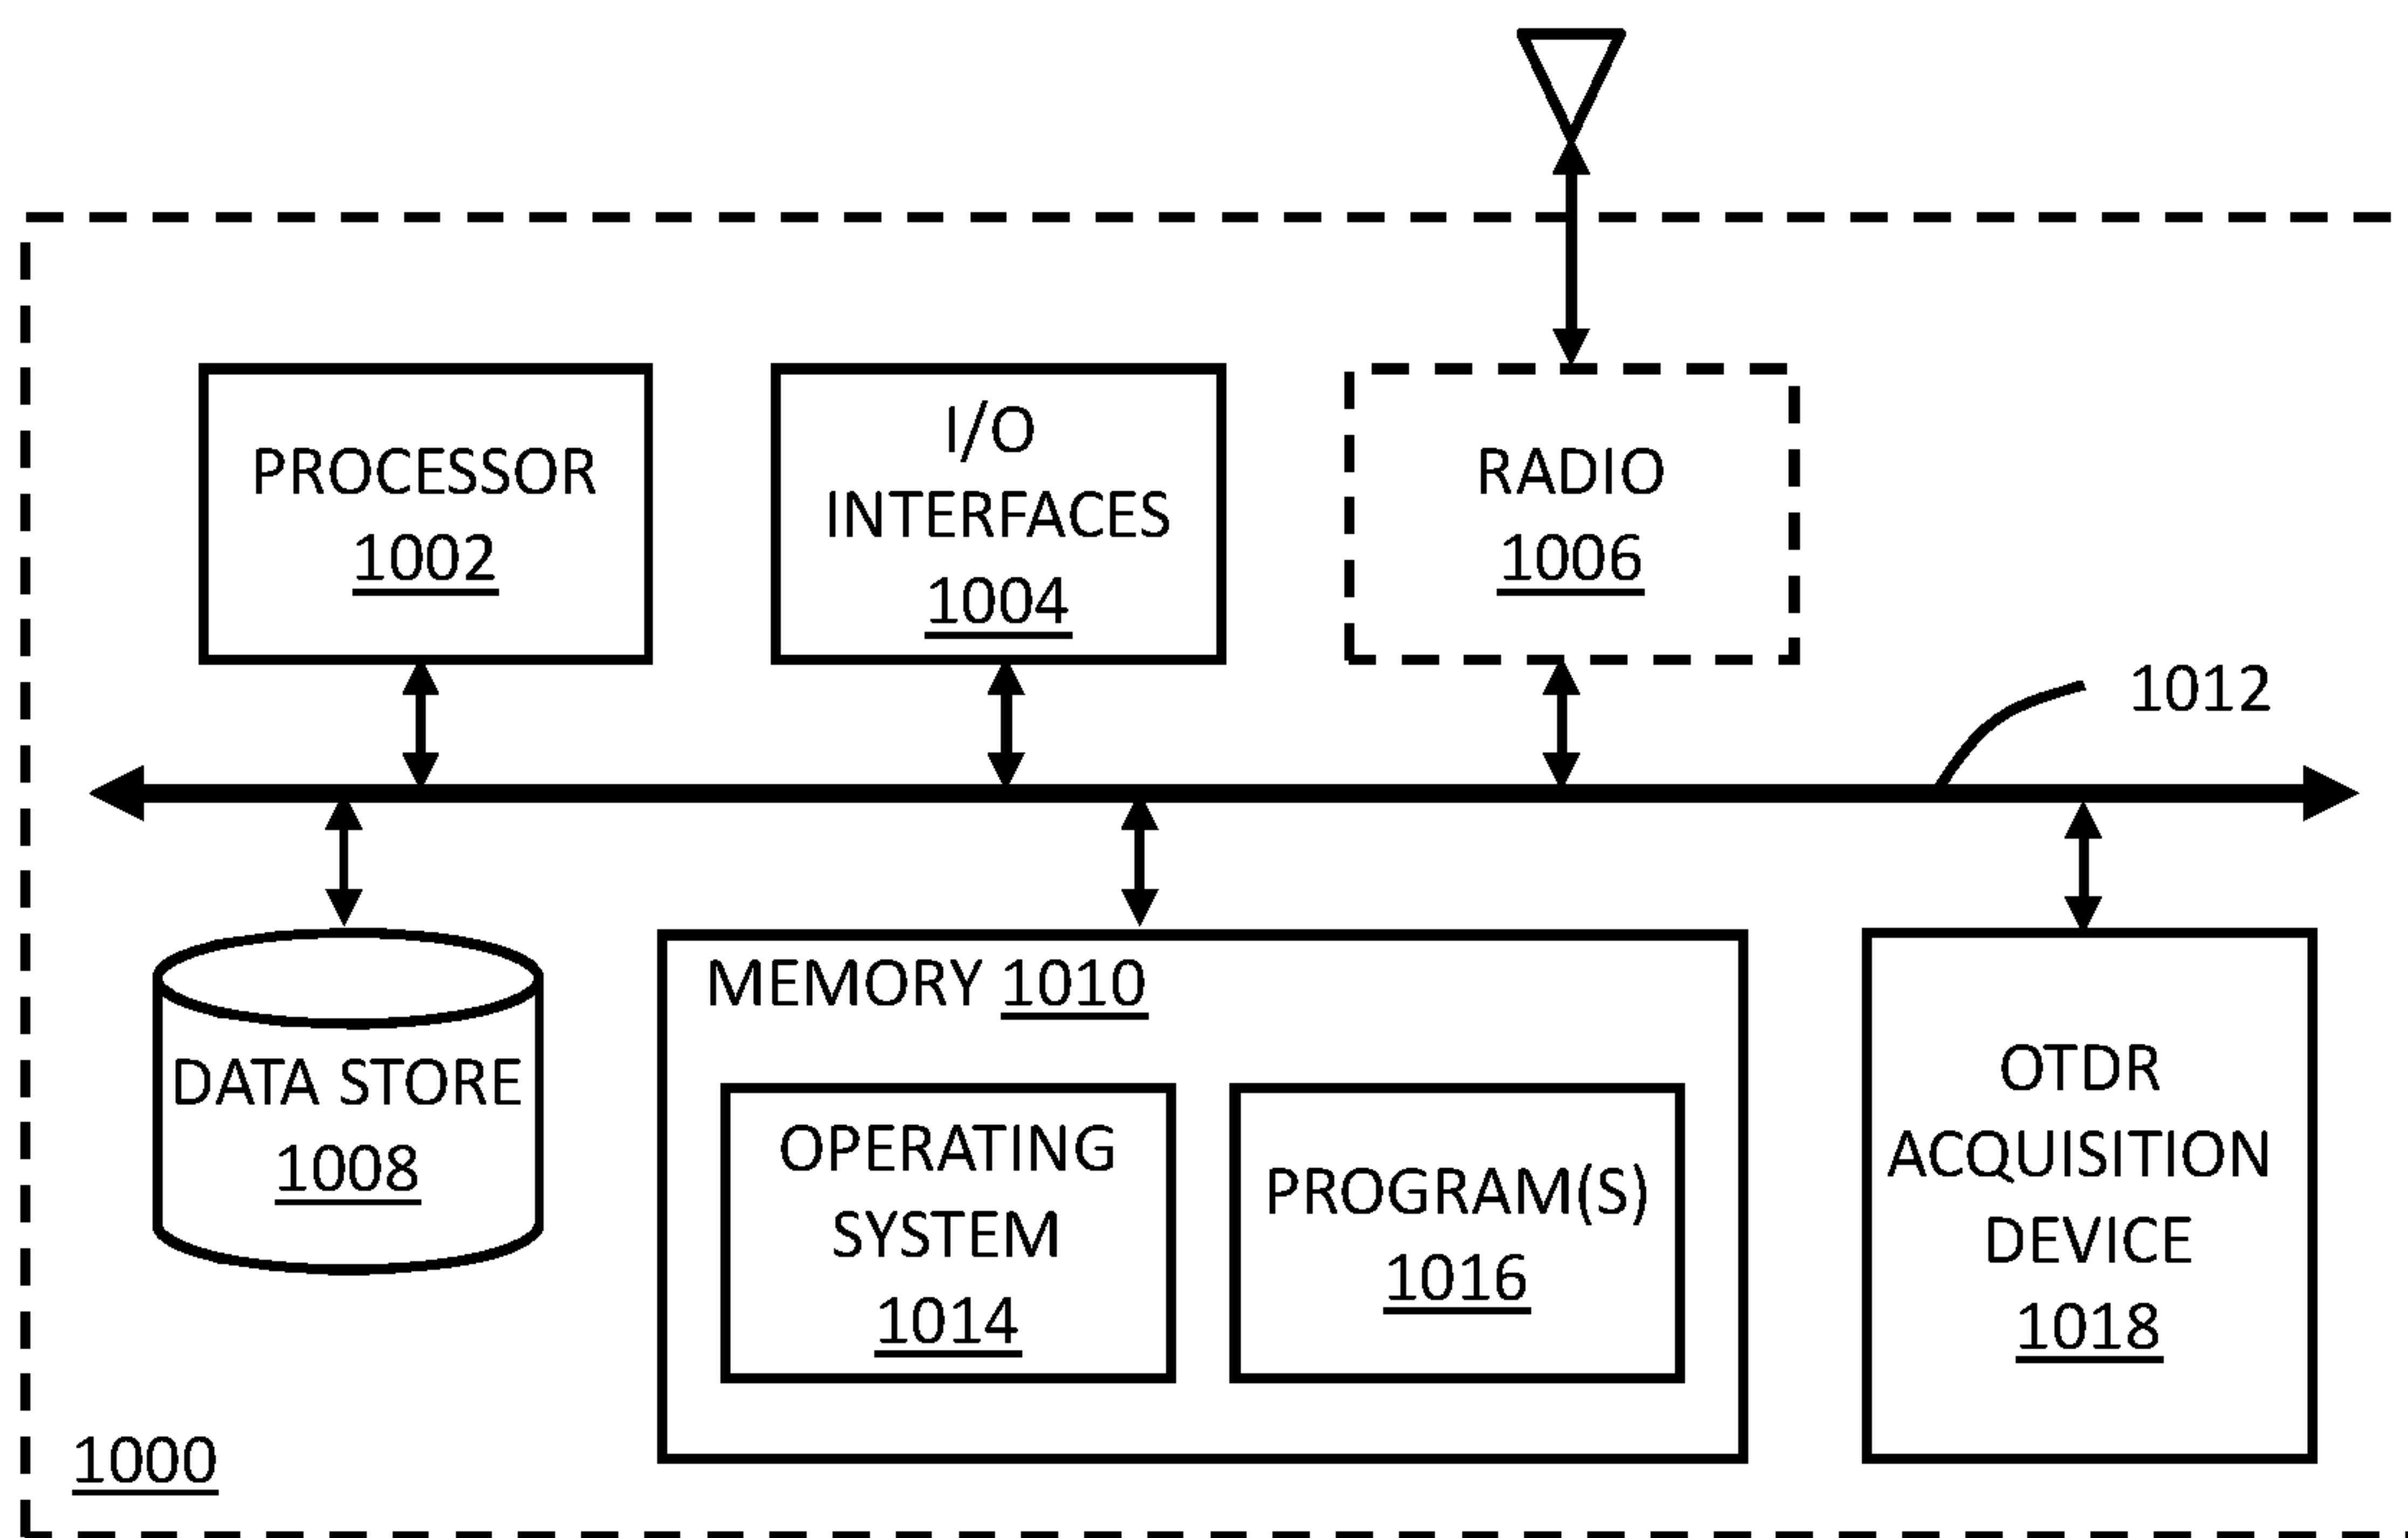 PROCESSOR
1002
I/O
INTERFACES
1004
RADIO
1006
1012
DATA STORE
1008
MEMORY 1010
OPERATING
SYSTEM
1014
PROGRAM(S)
1016
OTDR
ACQUISITION
DEVICE
1018
1000